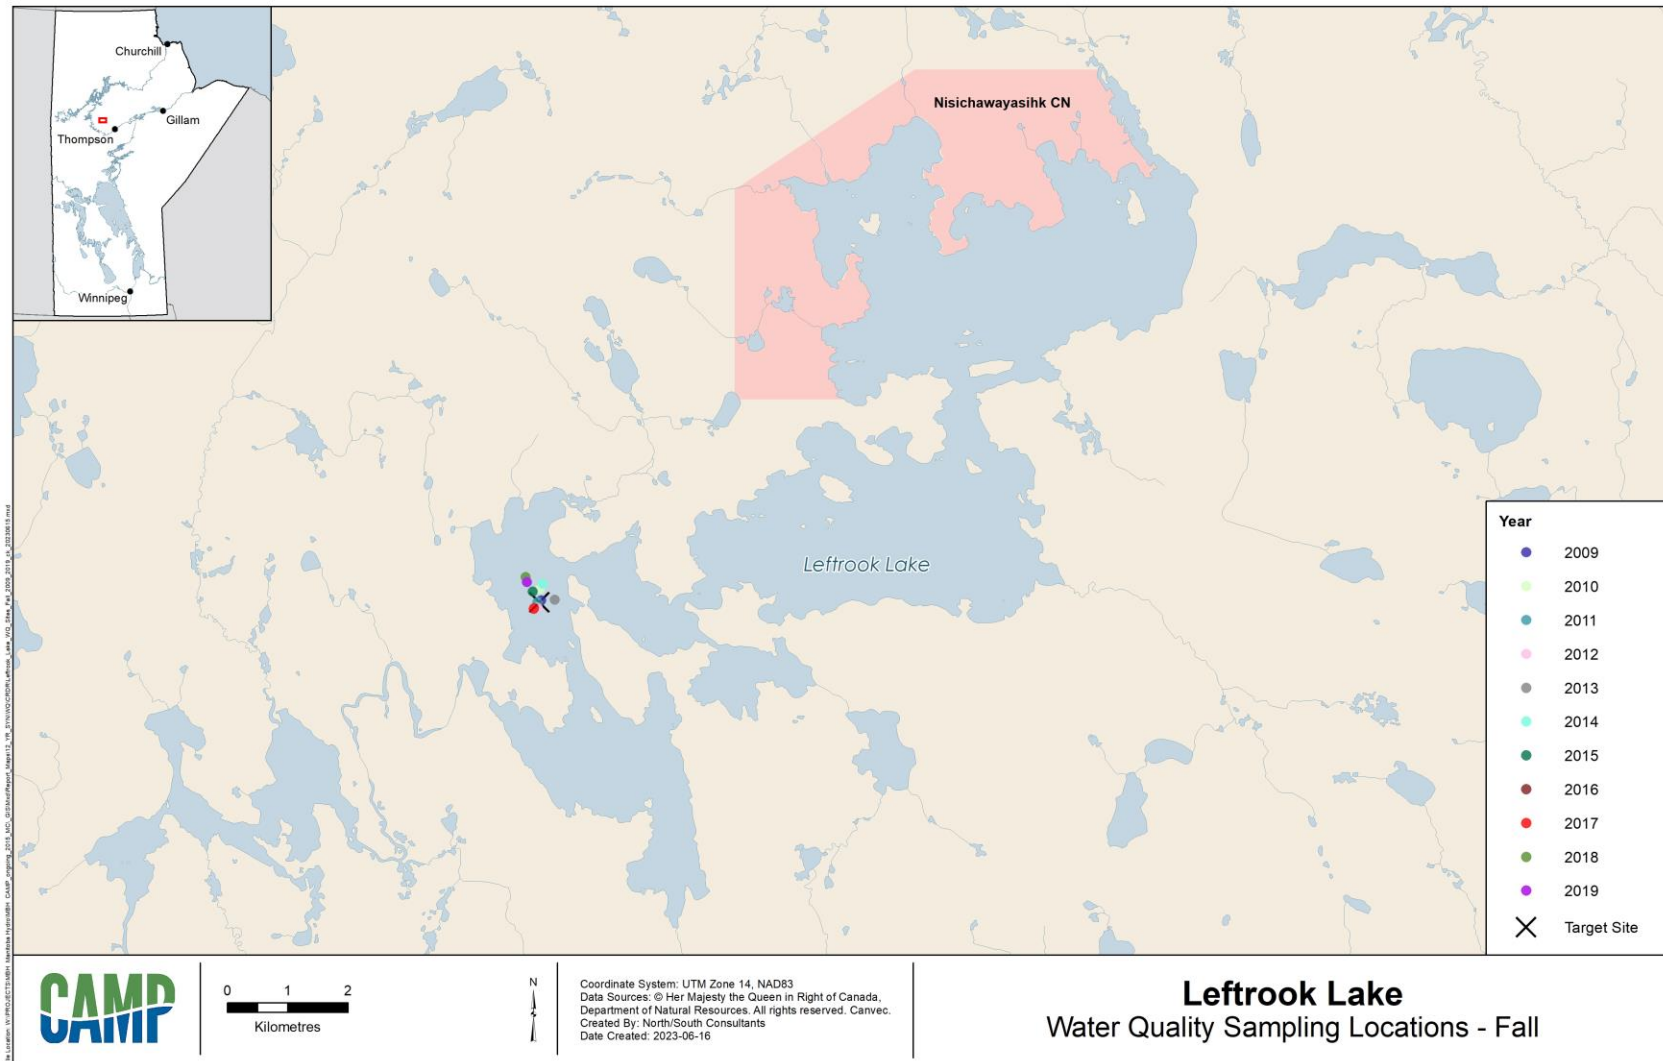 Churchill
Gillam
Thompson
Winnipeg
Nisichawayasihk CN
Leftrook Lake
Year
2009
2010
2011
2012
2013
2014
2015
2016
2017
2018
2019
Target Site
CAMP
0 1 2
Kilometres
N
Coordinate System: UTM Zone 14, NAD83
Data Sources: © Her Majesty the Queen in Right of Canada,
Department of Natural Resources. All rights reserved. Canvec.
Created By: North/South Consultants
Date Created: 2023-06-16
Leftrook Lake
Water Quality Sampling Locations - Fall